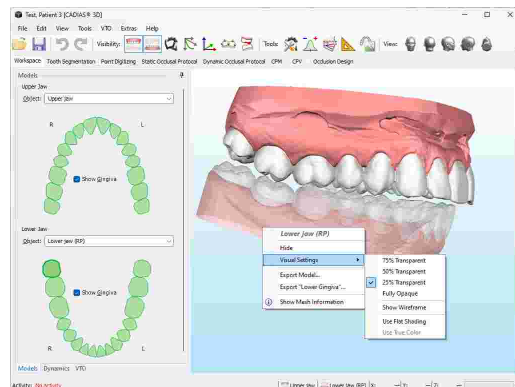 Test, Patient 3 [CADIAS® 3D]
File Edit View Tools VTO Extras Help
Visibility: Tools: View:
Workspace Tooth Segmentation Point Digitizing Static Occlusal Protocol Dynamic Occlusal Protocol CPM CPV Occlusion Design
Models
Upper Jaw
Object: Upper Jaw
R L
Show Gingiva
Lower Jaw
Object: Lower Jaw (RP)
Show Gingiva
R L
Models Dynamics VTO
Lower Jaw (RP)
Hide
Visual Settings
Export Model...
Export "Lower Gingiva"...
Show Mesh Information
75% Transparent
50% Transparent
25% Transparent
Fully Opaque
Show Wireframe
Use Flat Shading
Use True Color
Activity: No activity Upper Jaw Lower Jaw (RP) X: —Y: —Z: